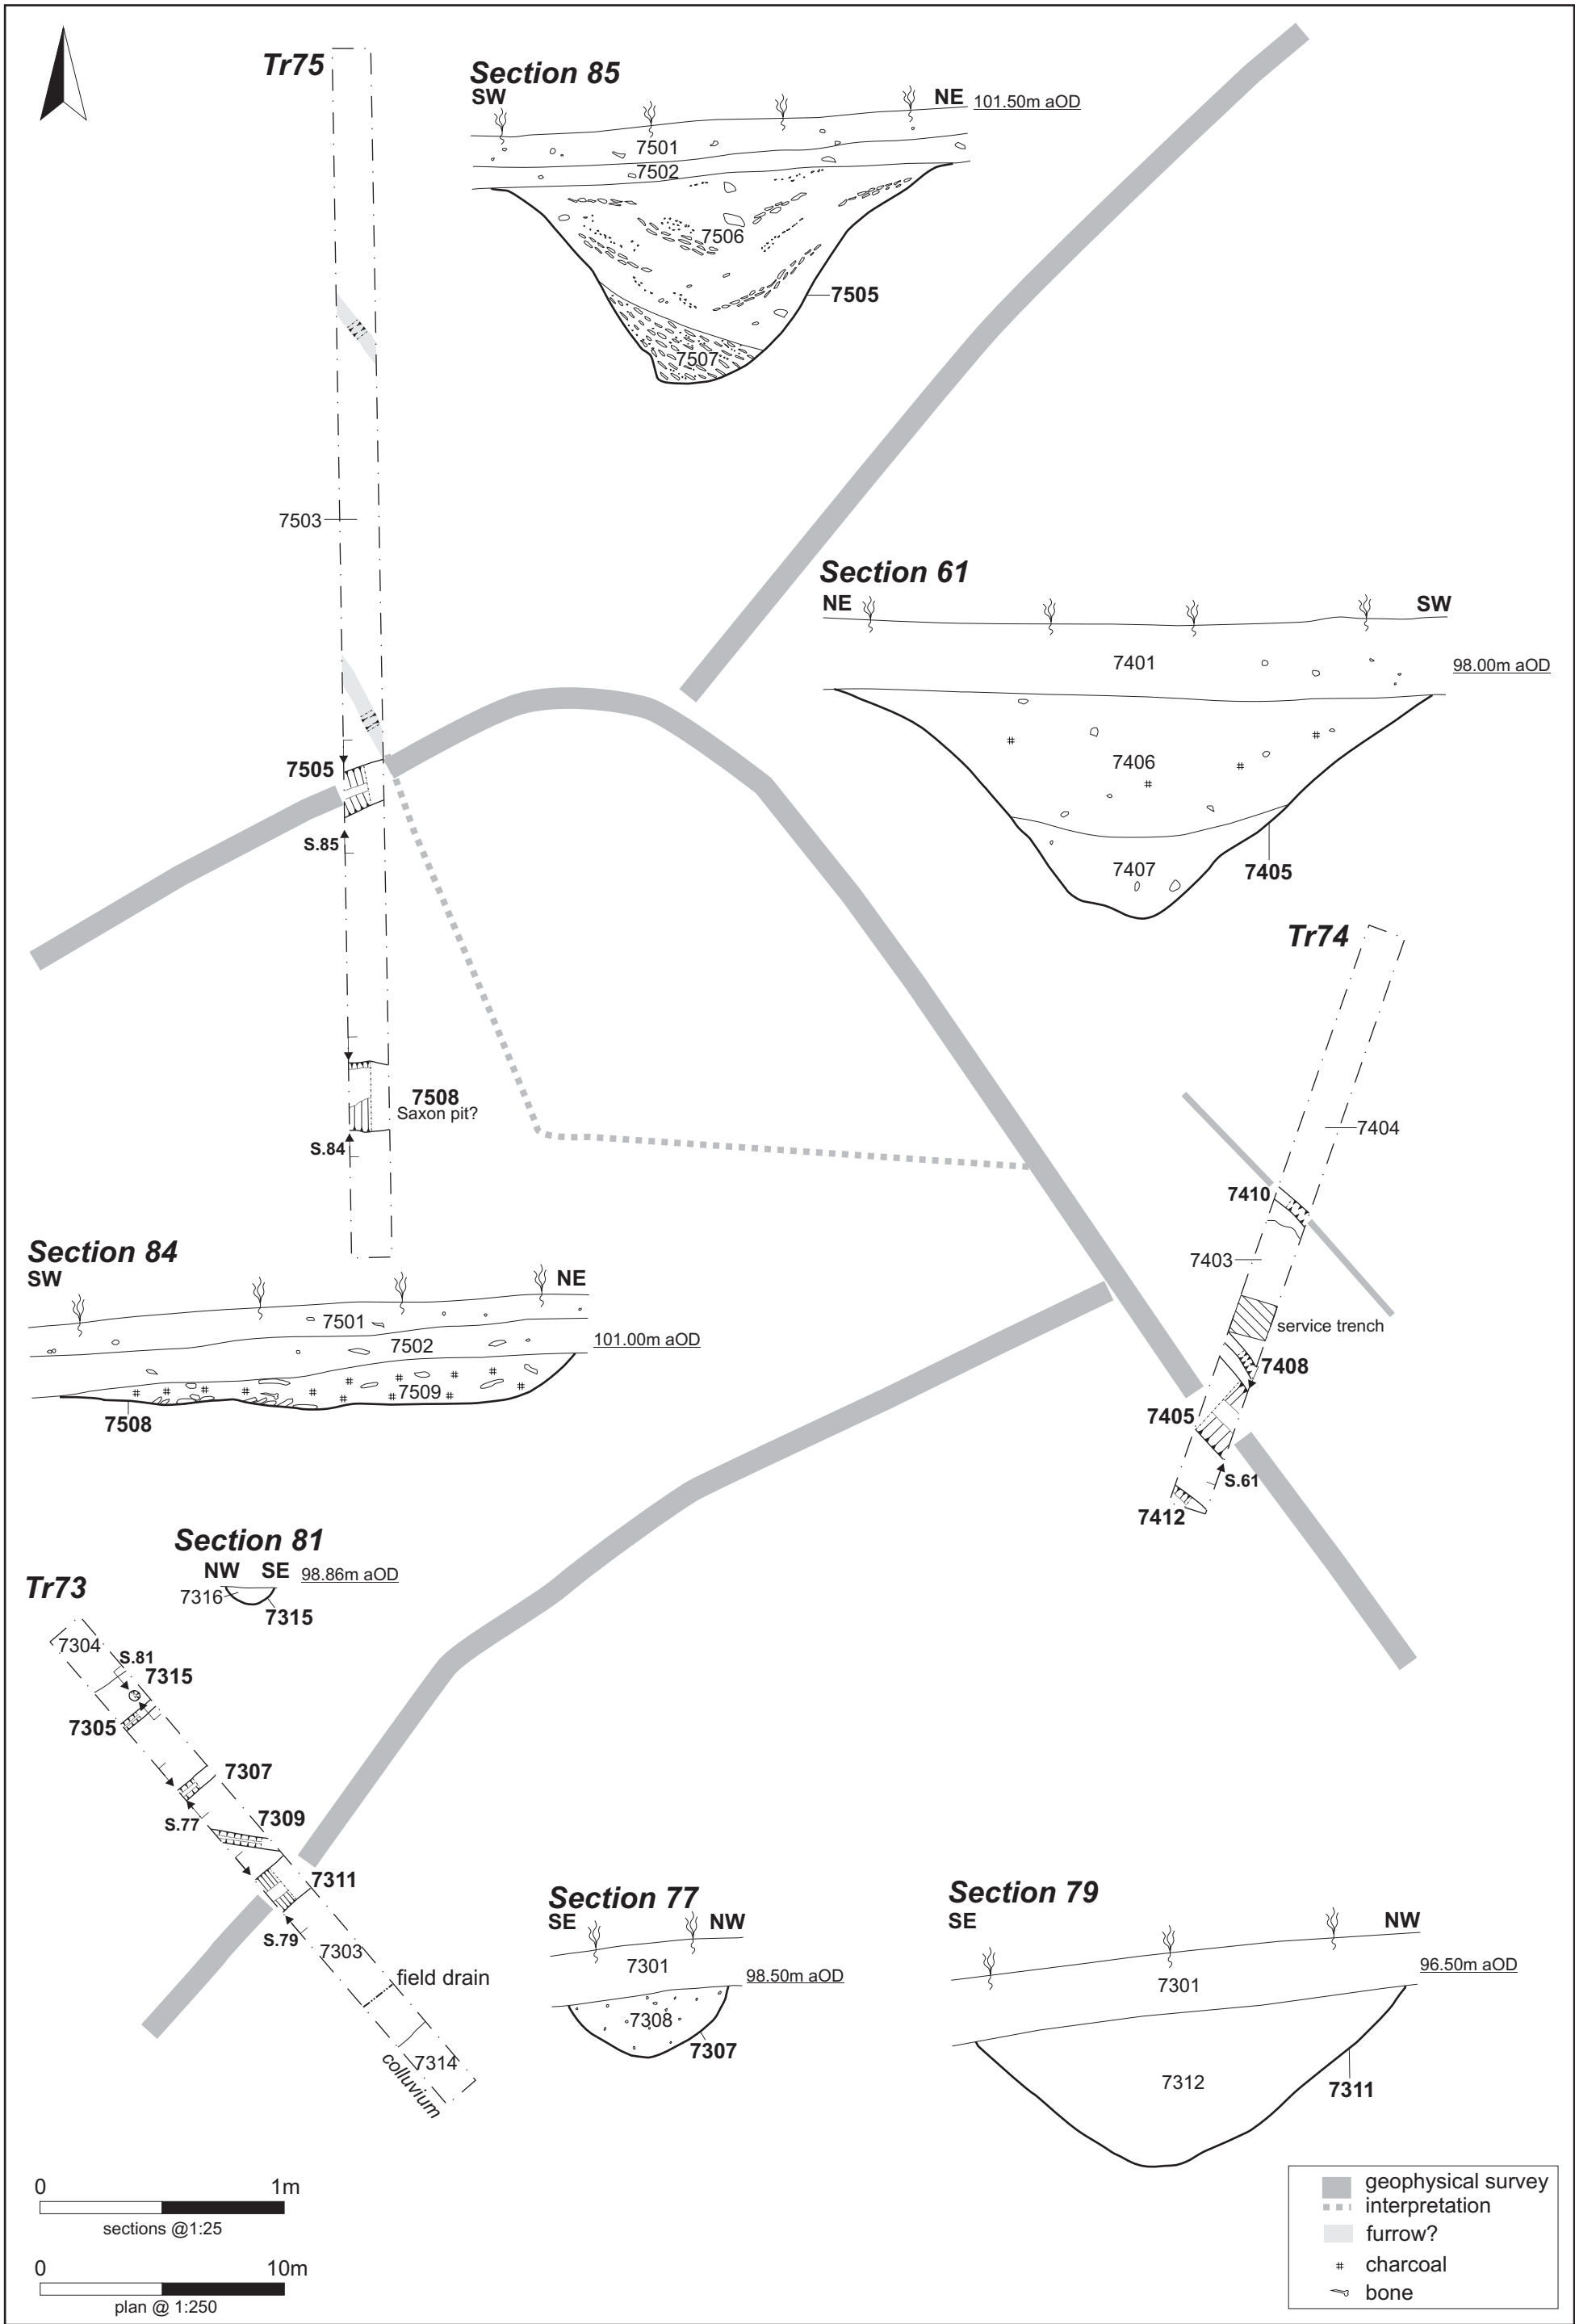 Tr75
Section 85
SW
NE
101.50m aOD
7501
7502
7506
7505
7507
7503
Section 61
NE
SW
7401
98.00m aOD
7406
7407
7405
7505
S.85
Tr74
7404
7410
7403
service trench
7408
7405
S.61
7412
7508
Saxon pit?
S.84
Section 84
SW
NE
7501
7502
101.00m aOD
7509
7508
Section 81
NW SE 98.86m aOD
7316
7315
Tr73
7304
S.81
7315
7305
7307
7309
S.77
7311
S.79
7303
field drain
7314
colluvium
Section 77
SE
NW
7301
98.50m aOD
7308
7307
Section 79
SE
NW
7301
96.50m aOD
7312
7311
0 1m
sections @1:25
0 10m
plan @ 1:250
geophysical survey
interpretation
furrow?
charcoal
bone